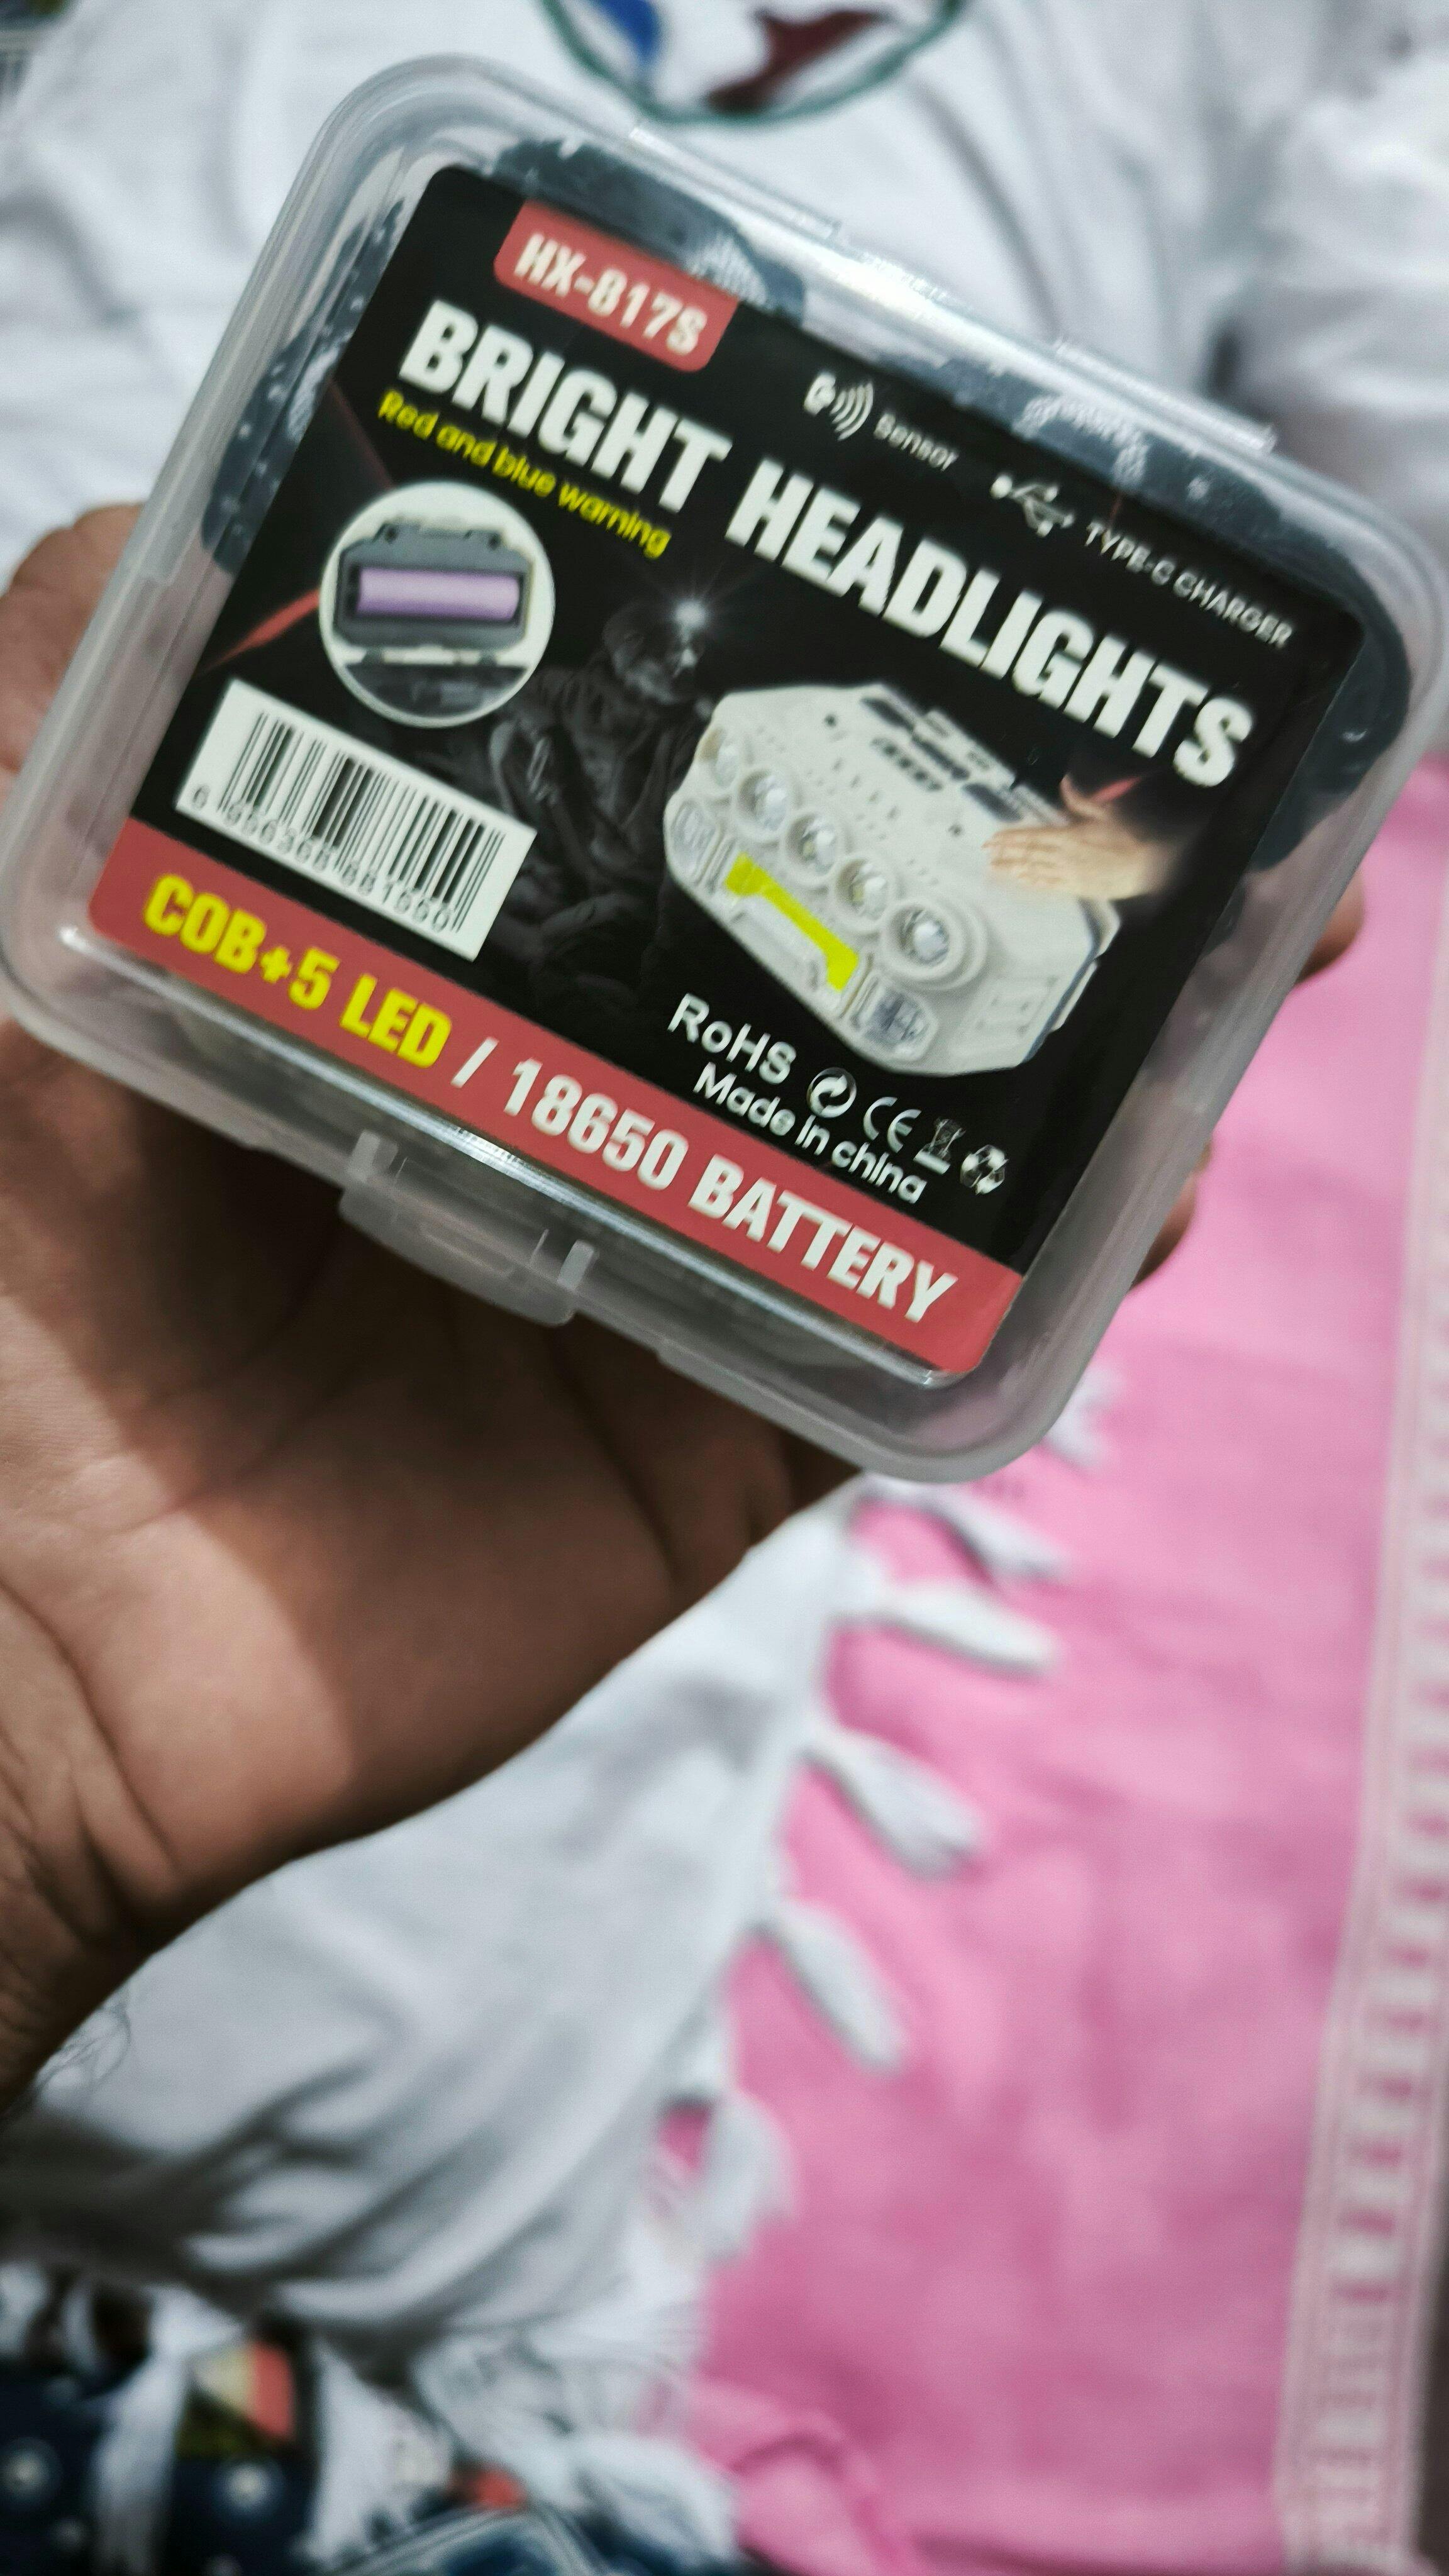 HX-817S
Sensor
TYPE-C CHARGER
BRIGHT HEADLIGHTS
Red and blue warning
RoHS CE
Made in china
COB+5 LED / 18650 BATTERY